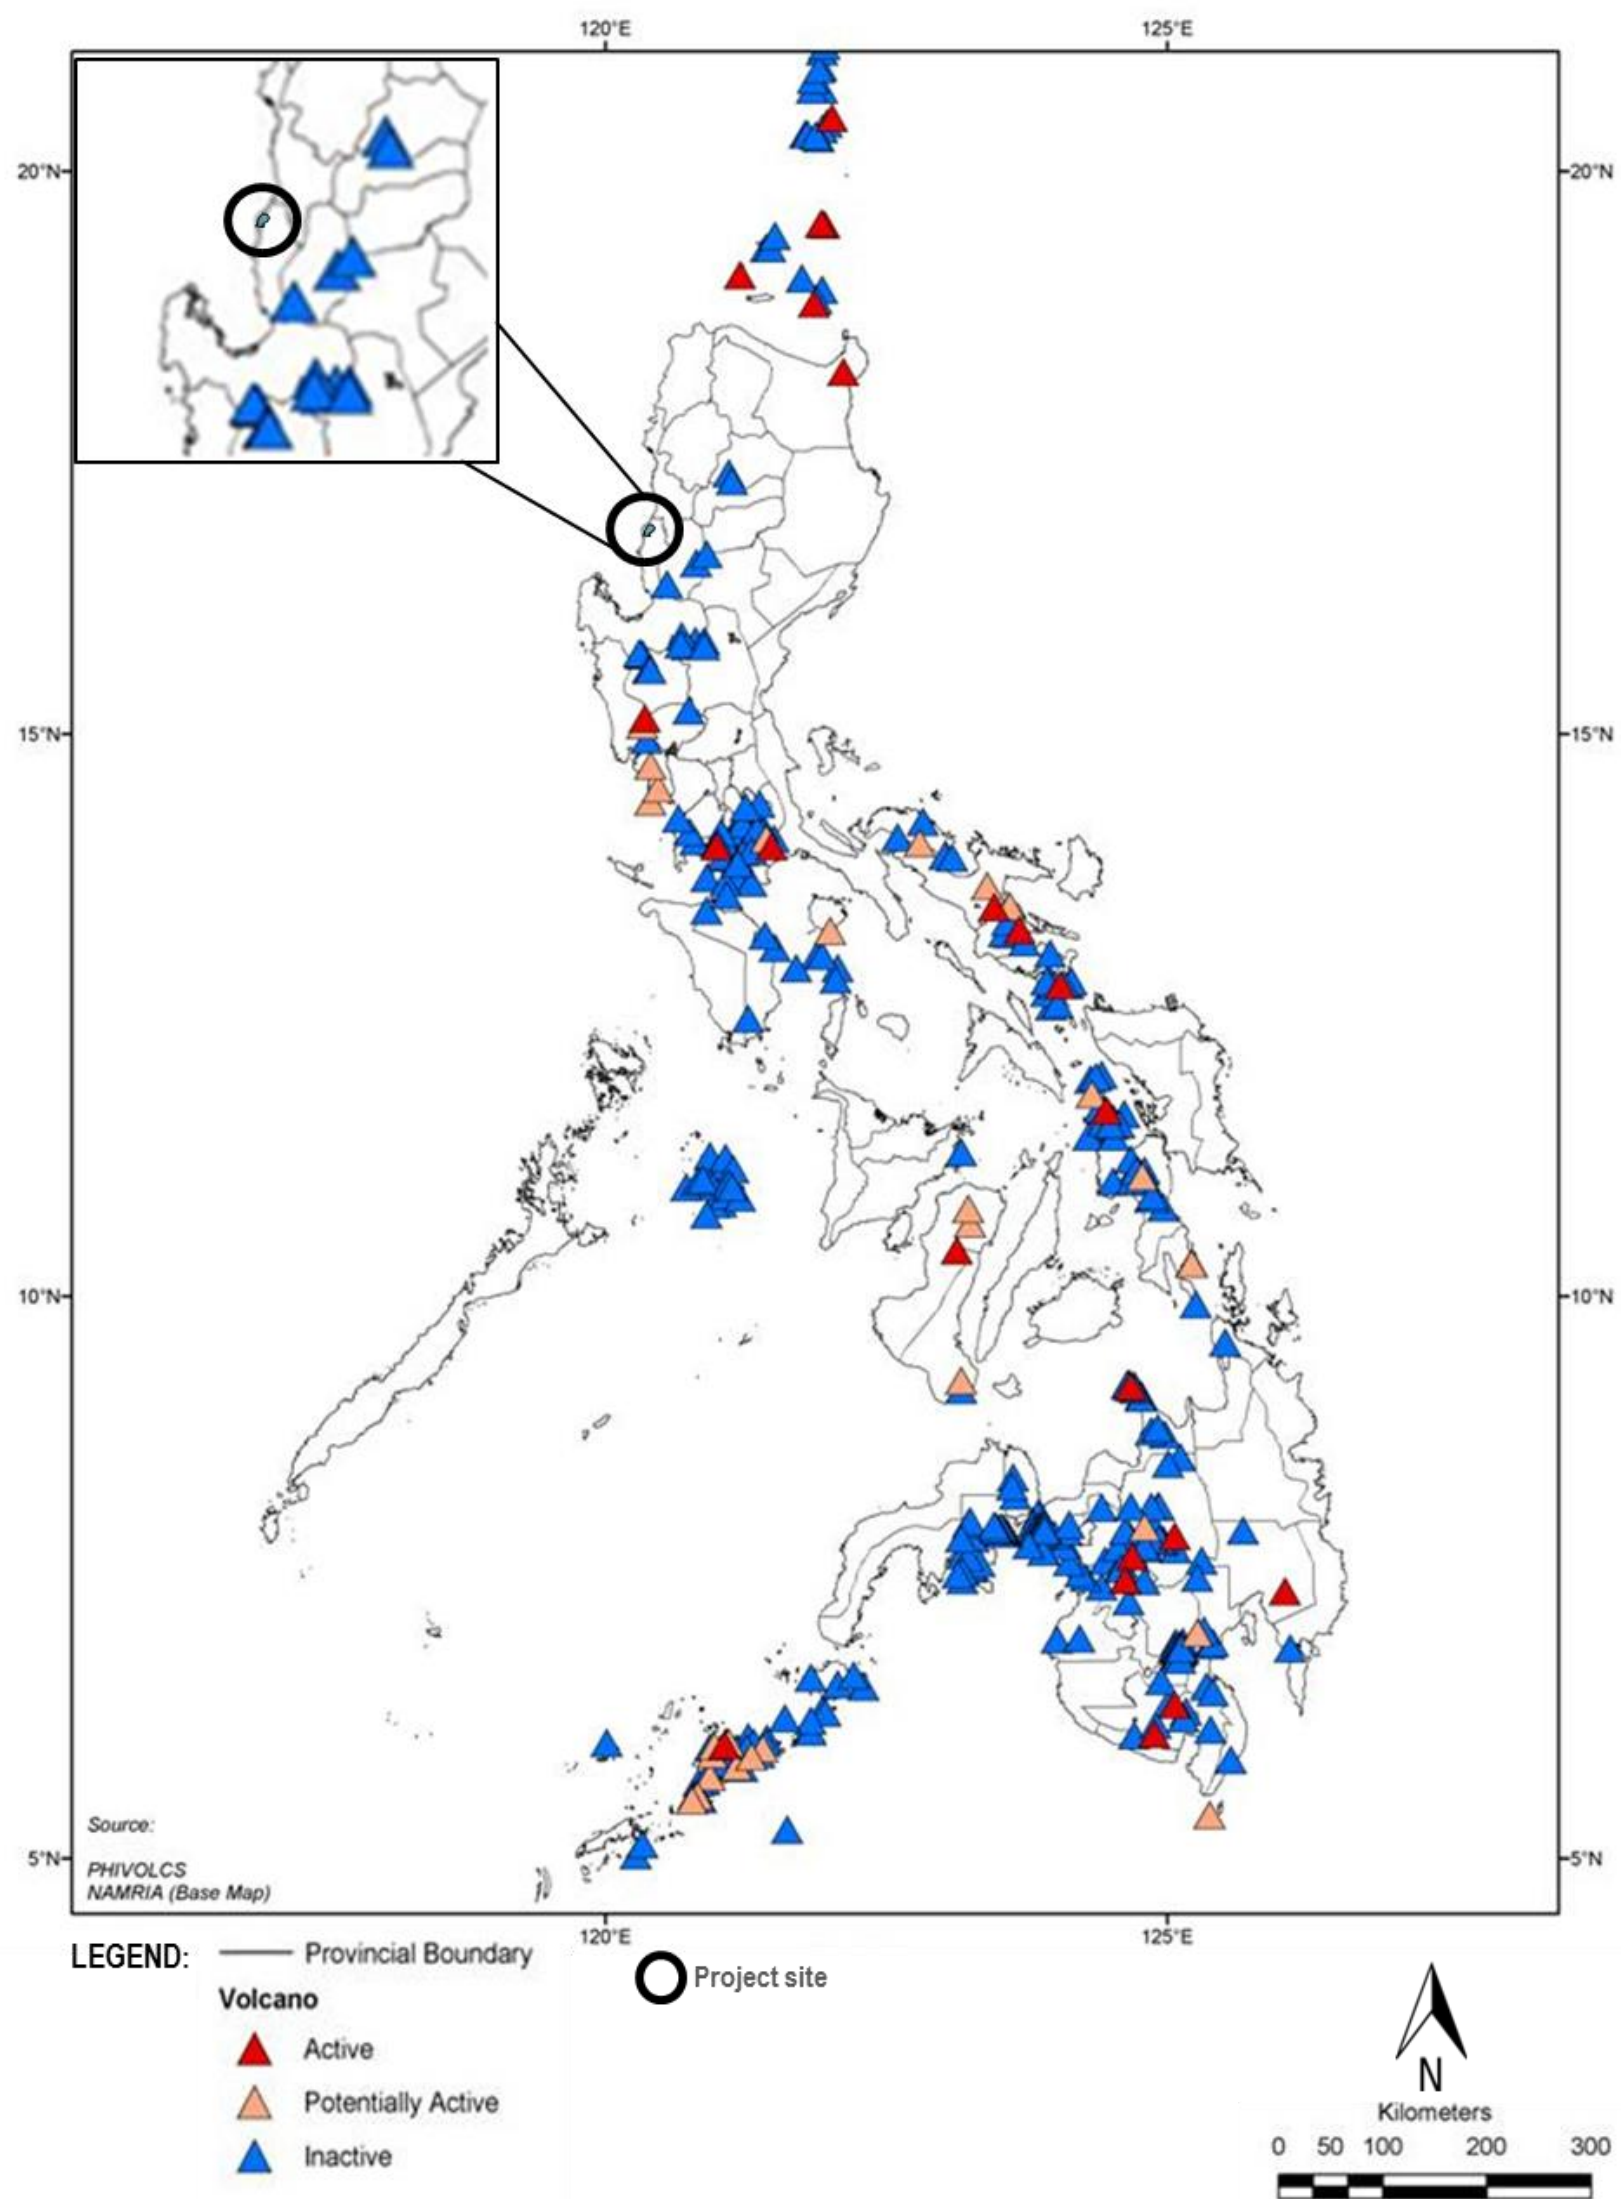 120°E 125°E
20°N 20°N
15°N 15°N
10°N 10°N
Source:
5°N 5°N
PHIVOLCS
NAMRIA (Base Map)
120°E 125°E
LEGEND: Provincial Boundary
Project site
Volcano
Active
Potentially Active
Inactive
N
Kilometers
0 50 100 200 300